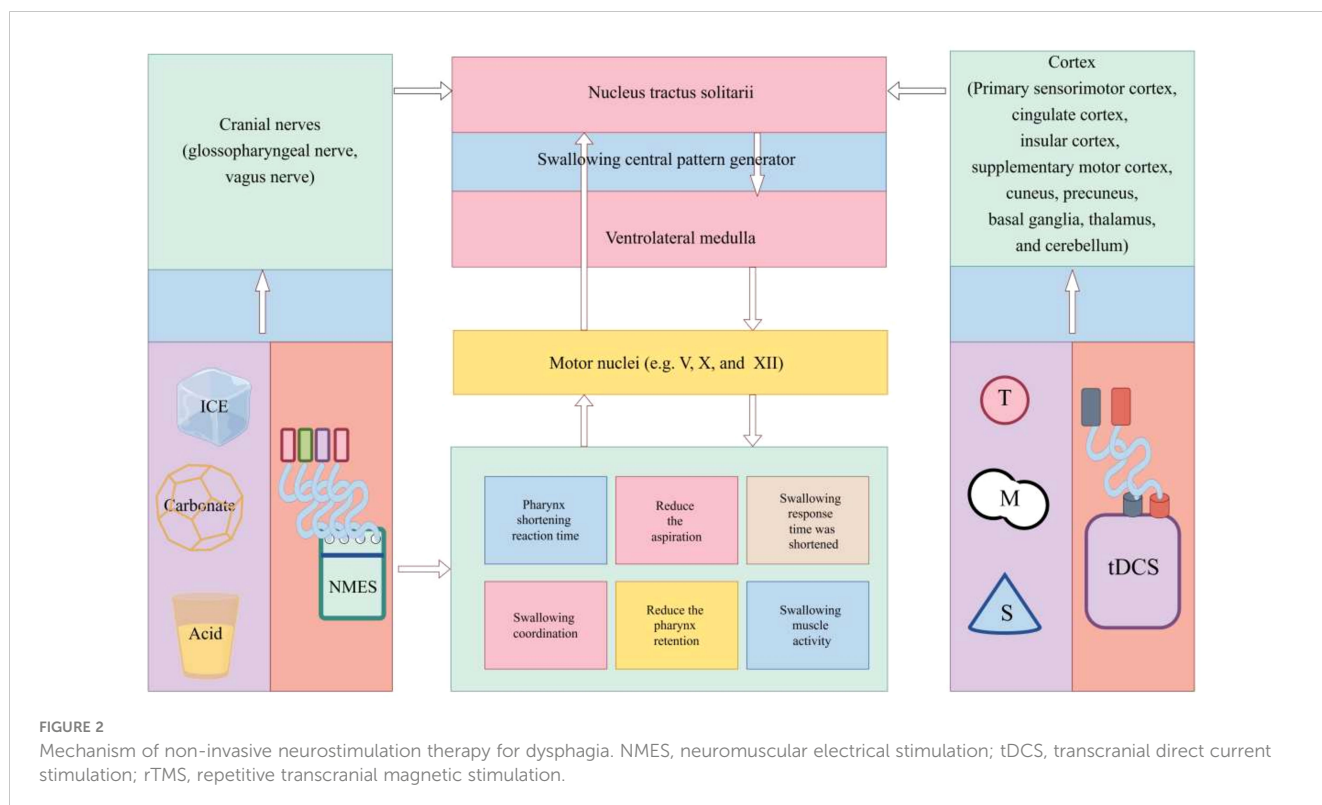 Cranial nerves
(glossopharyngeal nerve,
vagus nerve)
ICE
Carbonate
Acid
NMES
Nucleus tractus solitarii
Swallowing central pattern generator
Ventrolateral medulla
Motor nuclei (e.g. V, X, and XII)
Pharynx
shortening
reaction time
Reduce
the
aspiration
Swallowing
response
time was
shortened
Swallowing
coordination
Reduce the
pharynx
retention
Swallowing
muscle
activity
Cortex
(Primary sensorimotor cortex,
cingulate cortex,
insular cortex,
supplementary motor cortex,
cuneus, precuneus,
basal ganglia, thalamus,
and cerebellum)
T
M
S
tDCS
FIGURE 2
Mechanism of non-invasive neurostimulation therapy for dysphagia. NMES, neuromuscular electrical stimulation; tDCS, transcranial direct current
stimulation; rTMS, repetitive transcranial magnetic stimulation.